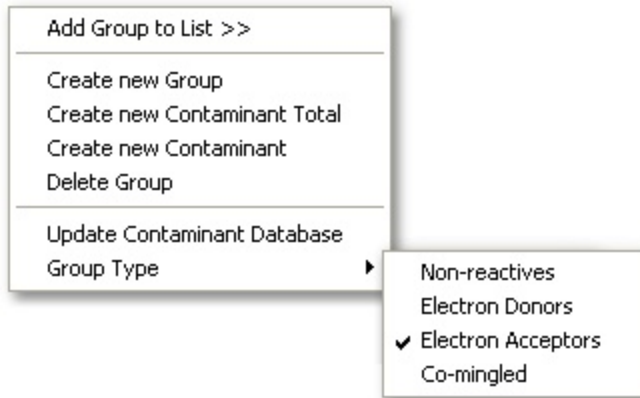 Add Group to List >>
Create new Group
Create new Contaminant Total
Create new Contaminant
Delete Group
Update Contaminant Database
Group Type
Non-reactives
Electron Donors
Electron Acceptors
Co-mingled